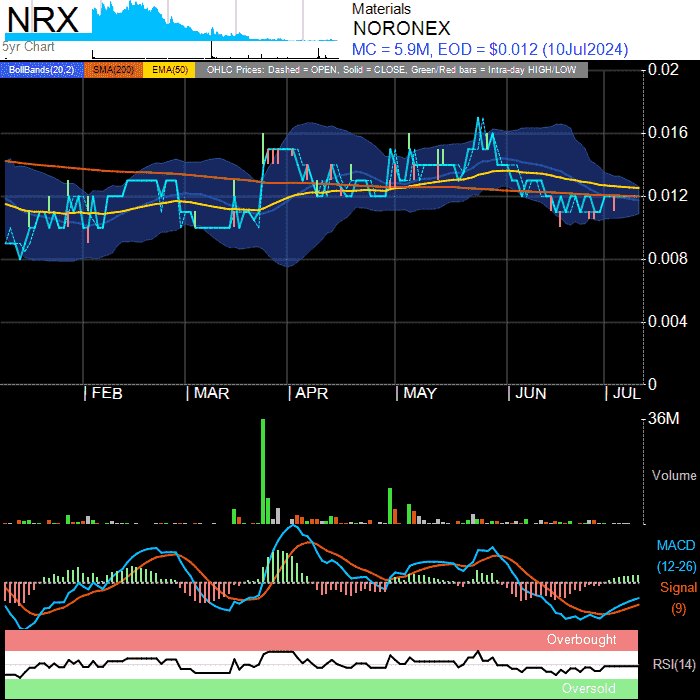 NRX
5yr Chart
Materials
NORONEX
MC = 5.9M, EOD = $0.012 (10Jul2024)
BollBands(20,2) SMA(200) EMA(50) OHLC Prices: Dashed = OPEN, Solid = CLOSE, Green/Red bars = Intra-day HIGH/LOW
0.02
0.016
0.012
0.008
0.004
0
FEB MAR APR MAY JUN JUL
36M
Volume
MACD
(12-26)
Signal
(9)
Overbought
RSI(14)
Oversold